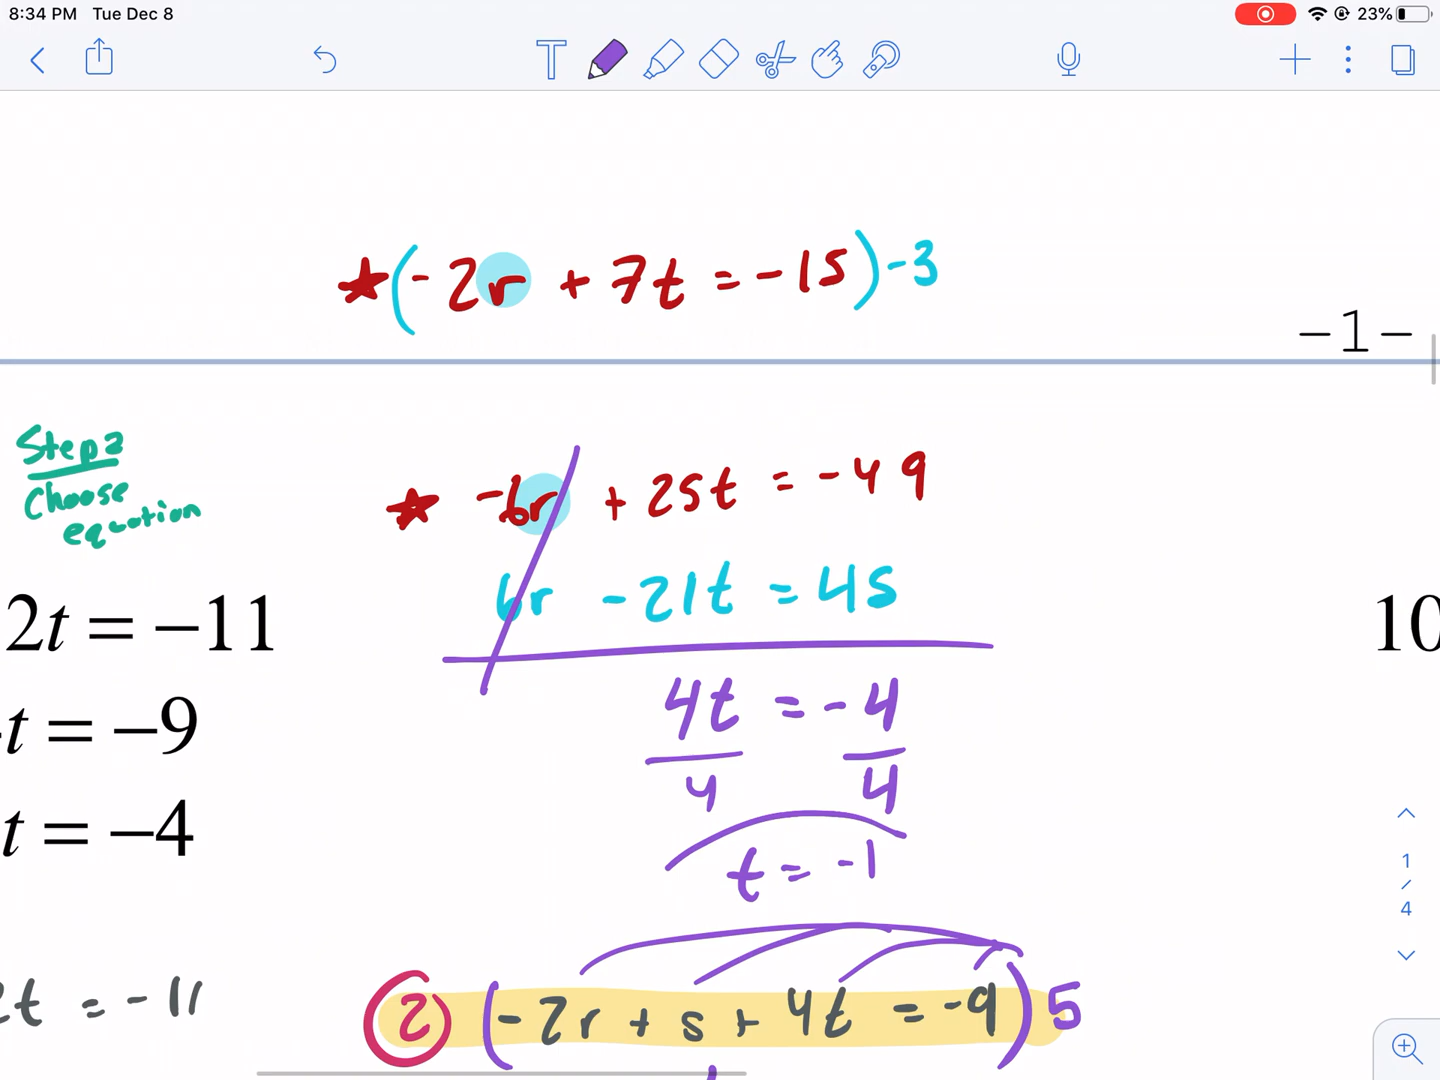 8:34 PM Tue Dec 8 23%
(-2r + 7t = -15) -3
-1-
Step 2
Choose
equation
-6r + 25t = -49
6r - 21t = 45
2t = −11
10
t = −9
t = −4
4t = -4
4 4
t = -1
2t = -11
2 (-2r + s + 4t = -9) 5
1
/
4